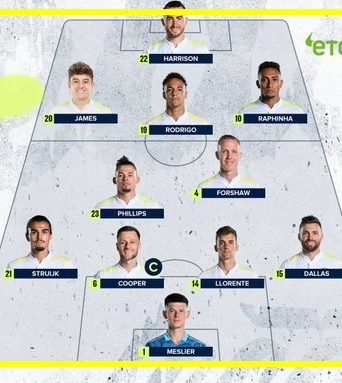 22 HARRISON
etc
20 JAMES
19 RODRIGO
10 RAPHINHA
4 FORSHAW
23 PHILLIPS
C
21 STRUIJK
6 COOPER
14 LLORENTE
15 DALLAS
1 MESLIER